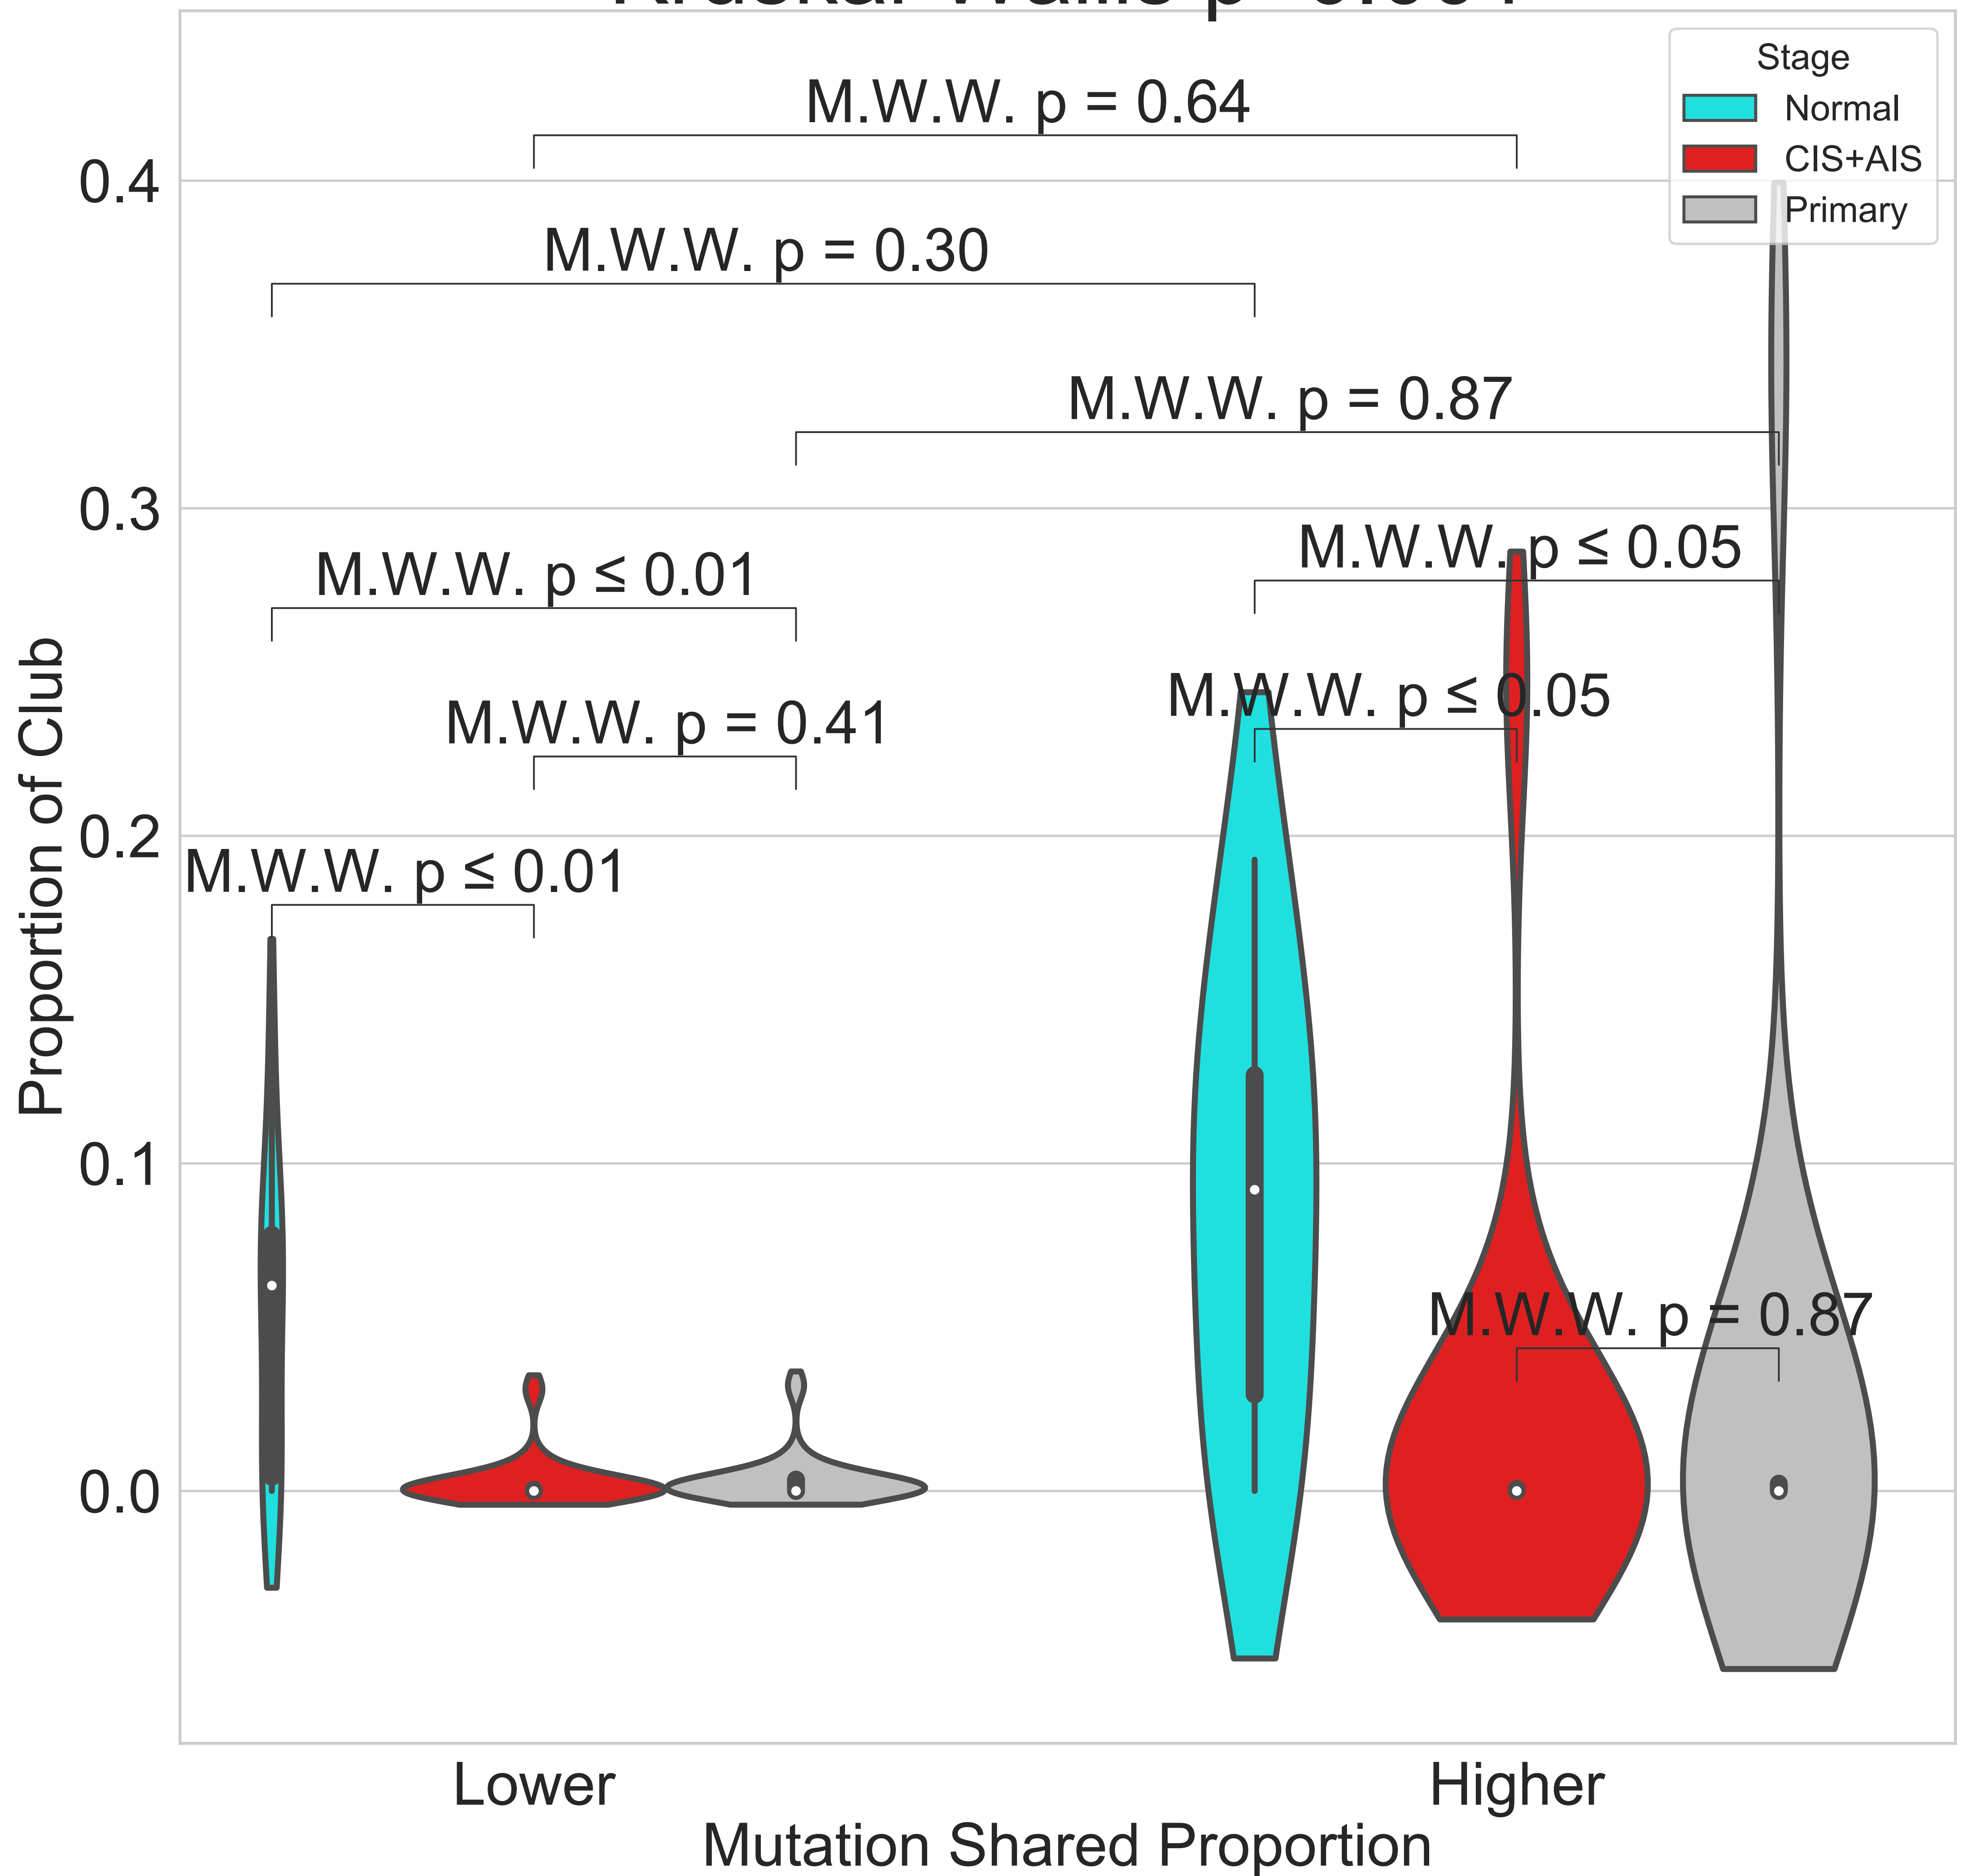 Stage
Normal
CIS+AIS
Primary
M.W.W. p = 0.64
M.W.W. p = 0.30
M.W.W. p = 0.87
M.W.W. p ≤ 0.05
M.W.W. p ≤ 0.01
M.W.W. p ≤ 0.05
M.W.W. p = 0.41
M.W.W. p ≤ 0.01
M.W.W. p = 0.87
0.4
0.3
0.2
0.1
0.0
Proportion of Club
Lower
Higher
Mutation Shared Proportion